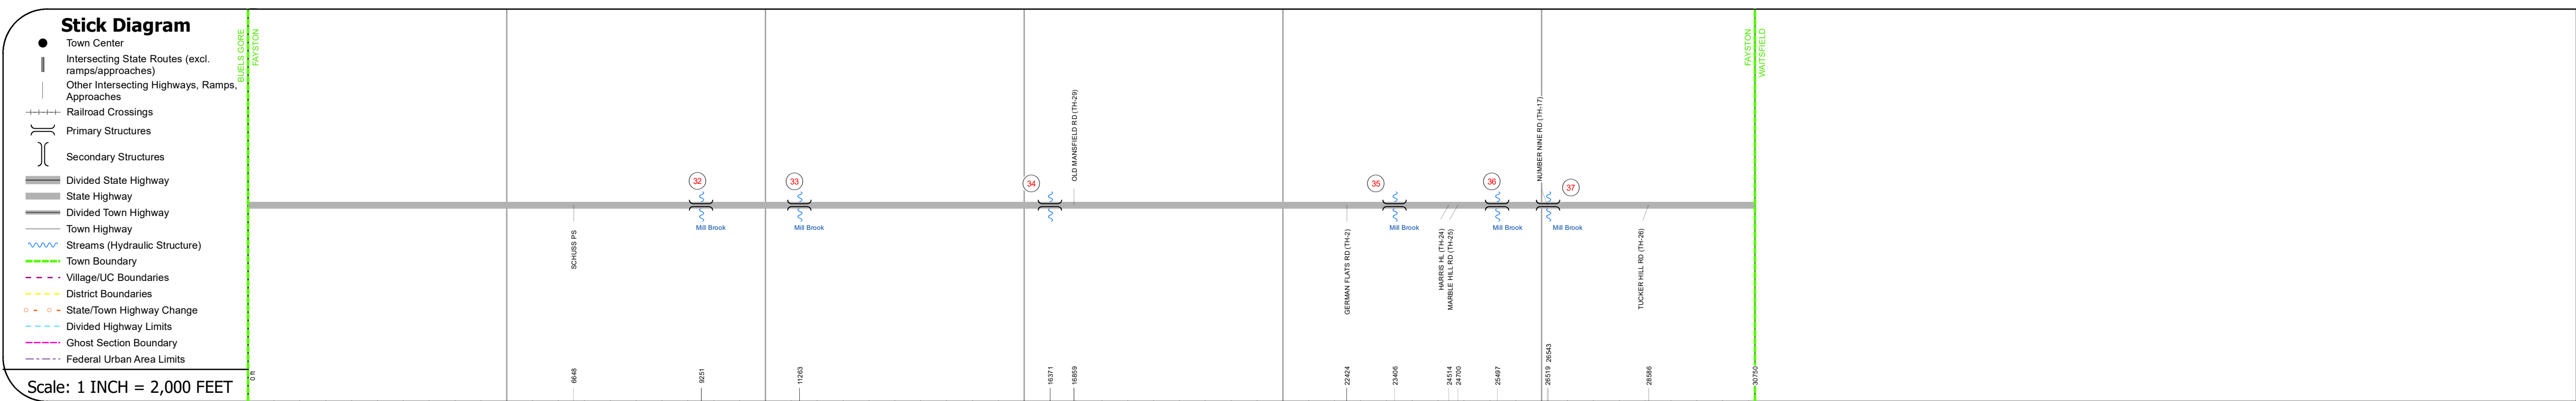 Stick Diagram
Town Center
Intersecting State Routes (excl.
ramps/approaches)
Other Intersecting Highways, Ramps,
Approaches
Railroad Crossings
Primary Structures
Secondary Structures
Divided State Highway
State Highway
Divided Town Highway
Town Highway
Streams (Hydraulic Structure)
Town Boundary
Village/UC Boundaries
District Boundaries
State/Town Highway Change
Divided Highway Limits
Ghost Section Boundary
Federal Urban Area Limits
Scale: 1 INCH = 2,000 FEET
BUELS GORE
FAYSTON
FAYSTON
WAITSFIELD
OLD MANSFIELD RD (TH-29)
NUMBER NINE RD (TH-17)
32
33
34
35
36
37
Mill Brook
Mill Brook
Mill Brook
Mill Brook
Mill Brook
SCHUSS PS
GERMAN FLATS RD (TH-2)
HARRIS HL (TH-24)
MARBLE HILL RD (TH-25)
TUCKER HILL RD (TH-26)
0 ft
6648
9251
11263
16371
16859
22424
23406
24514
24700
25497
26519
26543
28586
30750